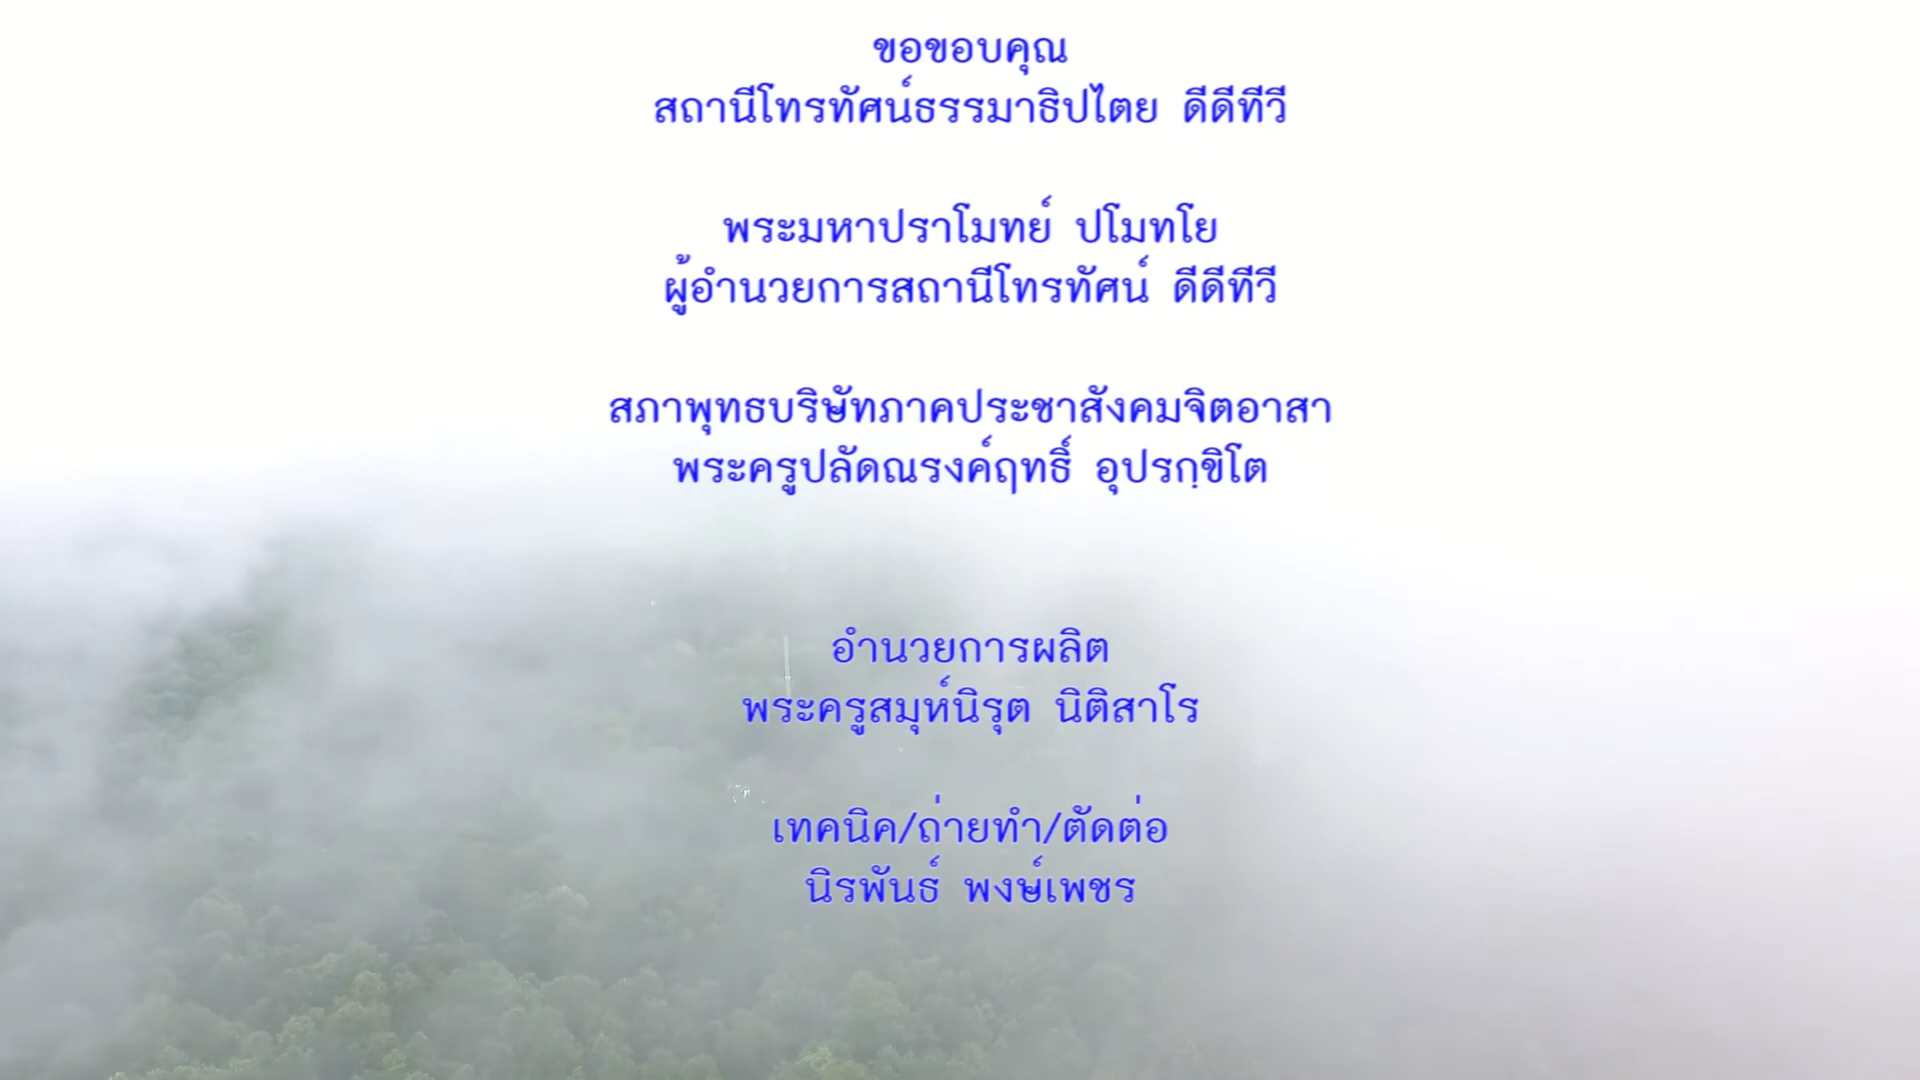 ขอขอบคุณ
สถานีโทรทัศน์ธรรมาธิปไตย ดีดีทีวี
พระมหาปราโมทย์ ปโมทโย
ผู้อำนวยการสถานีโทรทัศน์ ดีดีทีวี
สภาพุทธบริษัทภาคประชาสังคมจิตอาสา
พระครูปลัดณรงค์ฤทธิ์ อุปรกฺขิโต
อำนวยการผลิต
พระครูสมุห์นิรุต นิติสาโร
เทคนิค/ถ่ายทำ/ตัดต่อ
นิรพันธ์ พงษ์เพชร